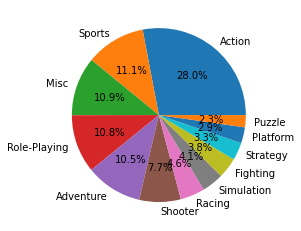 Action
28.0%
Sports
11.1%
Misc
10.9%
Role-Playing
10.8%
Adventure
10.5%
Shooter
7.7%
Racing
4.6%
Simulation
4.1%
Fighting
3.8%
Strategy
3.3%
Platform
2.9%
Puzzle
2.3%